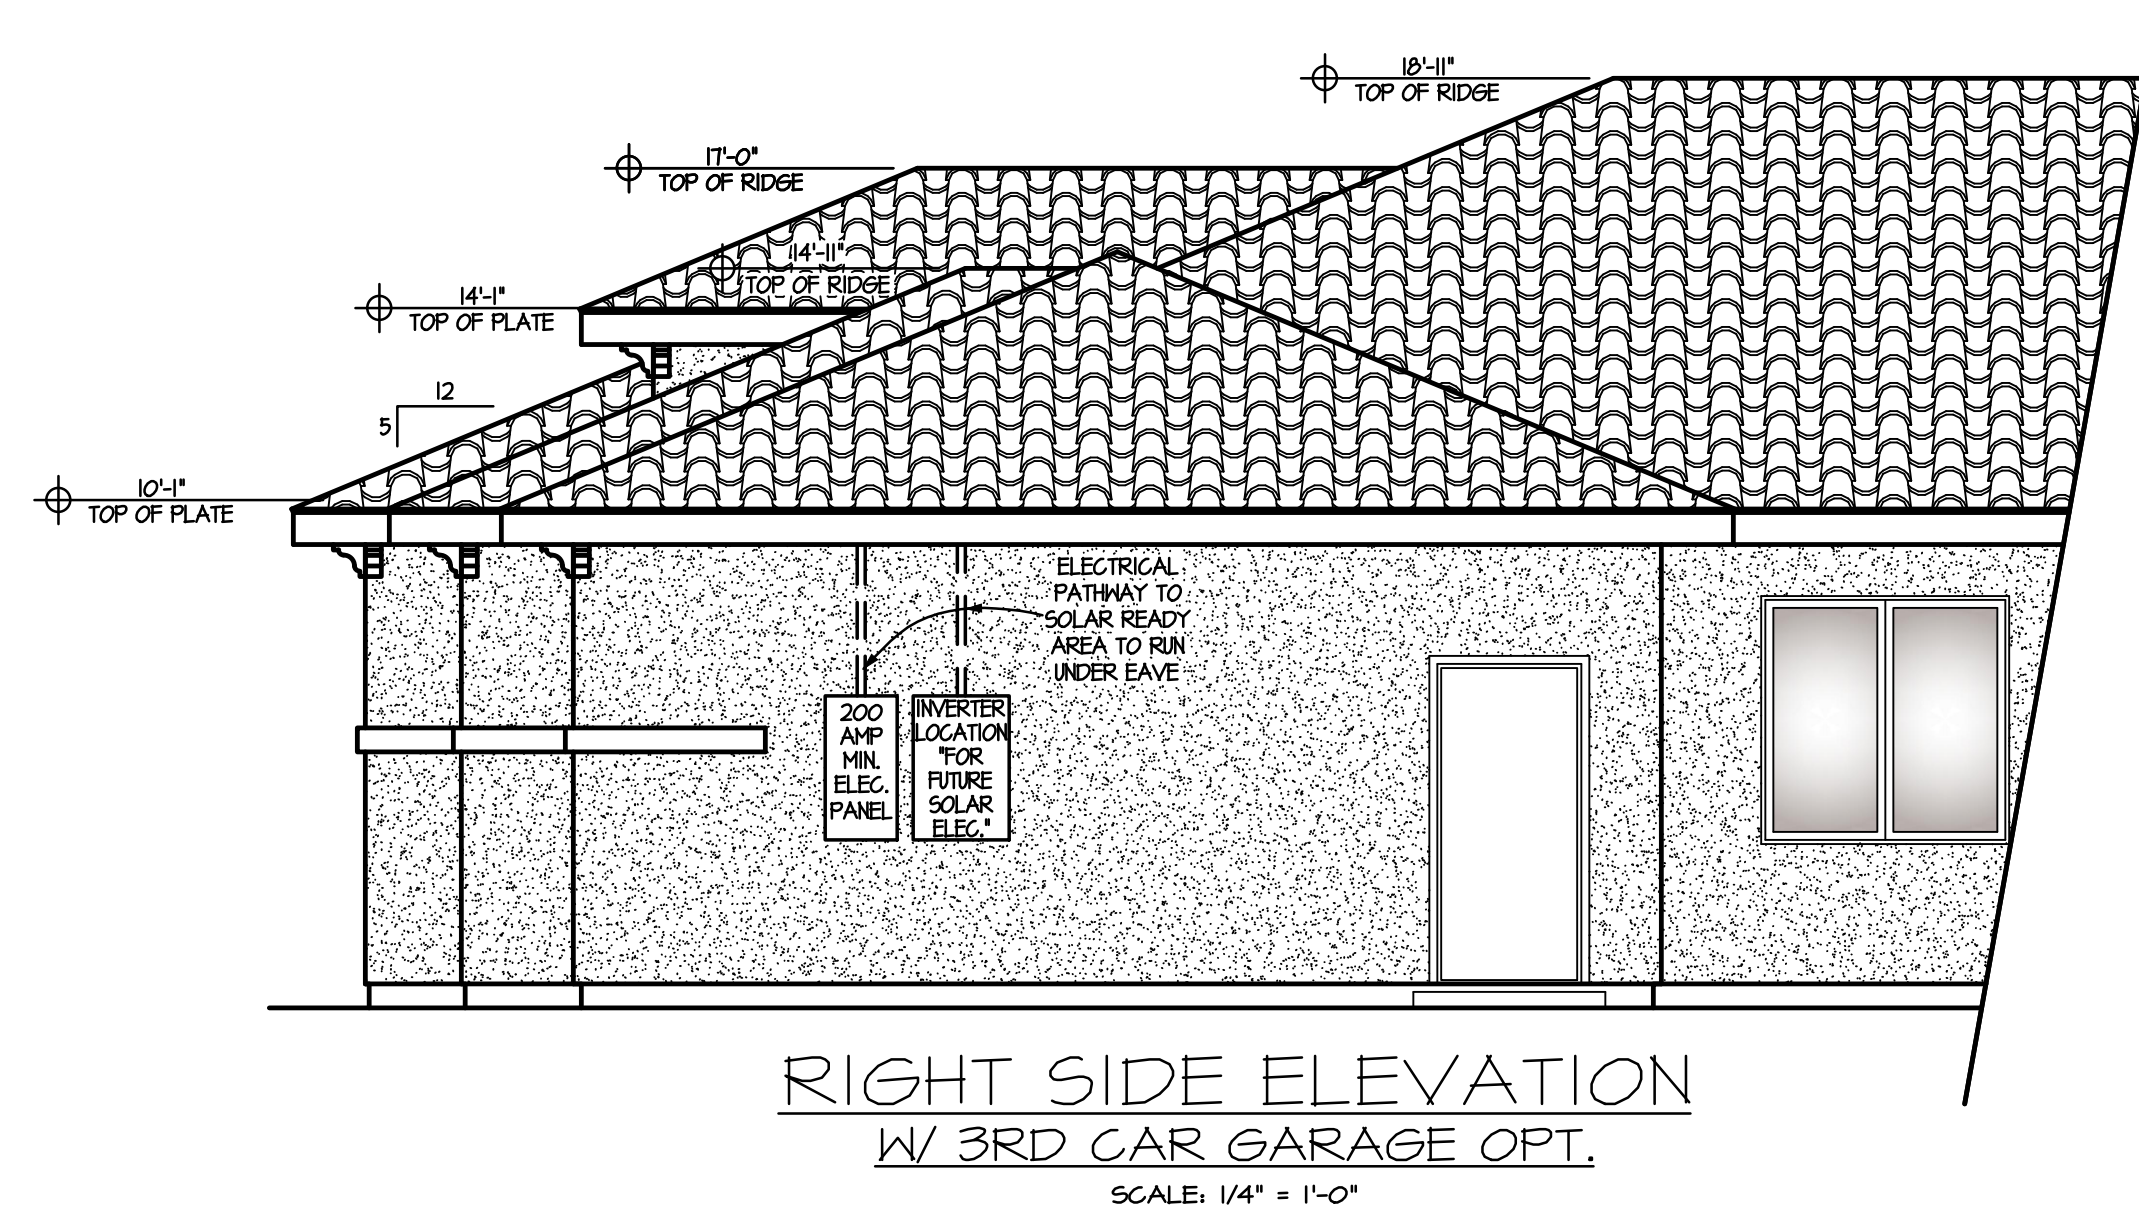 18'-11"
TOP OF RIDGE
17'-0"
TOP OF RIDGE
14'-11"
TOP OF RIDGE
14'-1"
TOP OF PLATE
12
5
10'-1"
TOP OF PLATE
ELECTRICAL
PATHWAY TO
SOLAR READY
AREA TO RUN
UNDER EAVE
200
AMP
MIN.
ELEC.
PANEL
INVERTER
LOCATION
"FOR
FUTURE
SOLAR
ELEC."
RIGHT SIDE ELEVATION
W/ 3RD CAR GARAGE OPT.
SCALE: 1/4" = 1'-0"